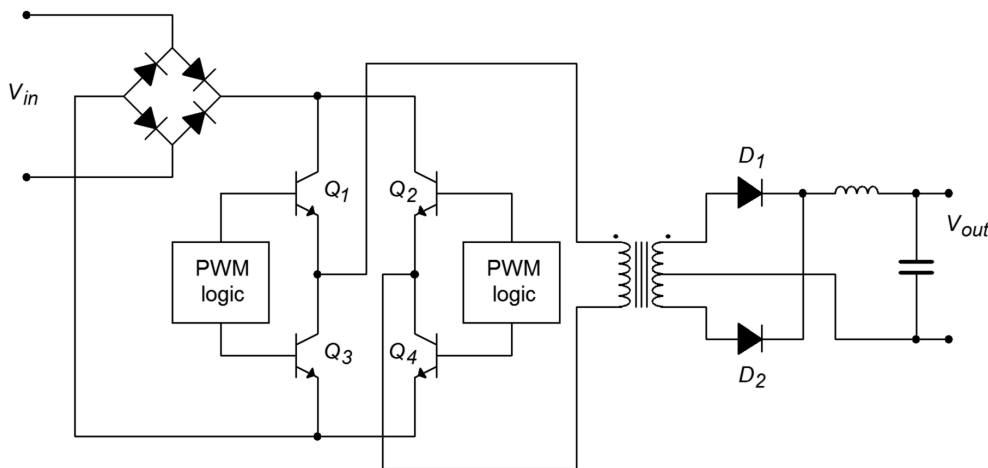 V_in
Q_1
Q_2
PWM
logic
PWM
logic
Q_3
Q_4
D_1
V_out
D_2